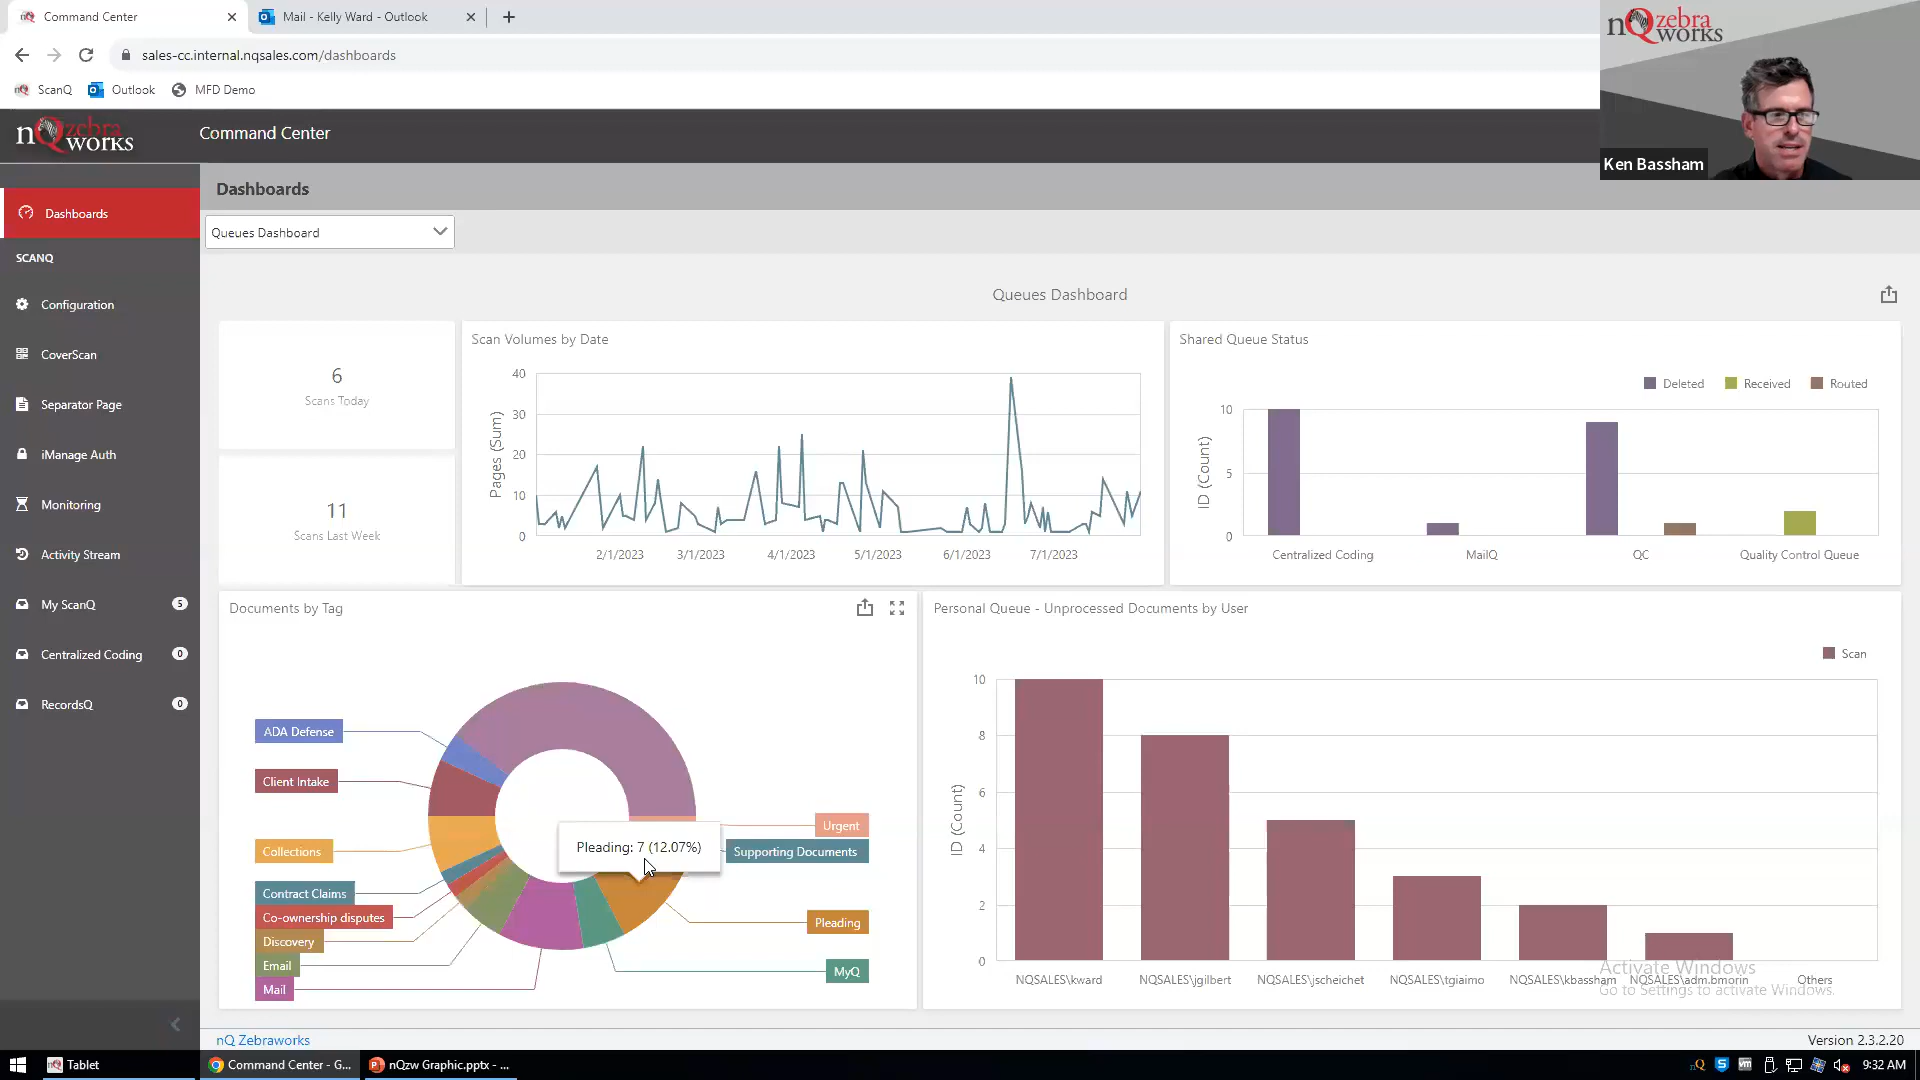 Command Center
Mail - Kelly Ward - Outlook
nQ zebra
works
sales-cc.internal.nqsales.com/dashboards
nQ
ScanQ
Outlook
MFD Demo
Ken Bassham
nQ zebra
works
Command Center
Dashboards
Dashboards
Queues Dashboard
SCANQ
Configuration
CoverScan
Separator Page
iManage Auth
Monitoring
Activity Stream
My ScanQ
5
Centralized Coding
0
RecordsQ
0
Queues Dashboard
6
Scans Today
11
Scans Last Week
Scan Volumes by Date
Pages (Sum)
40
30
20
10
0
2/1/2023
3/1/2023
4/1/2023
5/1/2023
6/1/2023
7/1/2023
Shared Queue Status
Deleted
Received
Routed
ID (Count)
10
5
0
Centralized Coding
MailQ
QC
Quality Control Queue
Documents by Tag
ADA Defense
Client Intake
Collections
Contract Claims
Co-ownership disputes
Discovery
Email
Mail
Urgent
Supporting Documents
Pleading: 7 (12.07%)
Pleading
MyQ
Personal Queue - Unprocessed Documents by User
Scan
ID (Count)
10
8
6
4
2
0
NQSALES\kward
NQSALES\jgilbert
NQSALES\jscheichet
NQSALES\tgiaimo
NQSALES\kbassham
NQSALES\adm.bmorin
Others
Activate Windows
Go to Settings to activate Windows.
nQ Zebraworks
Version 2.3.2.20
Tablet
Command Center - G...
nQzw Graphic.pptx - ...
9:32 AM